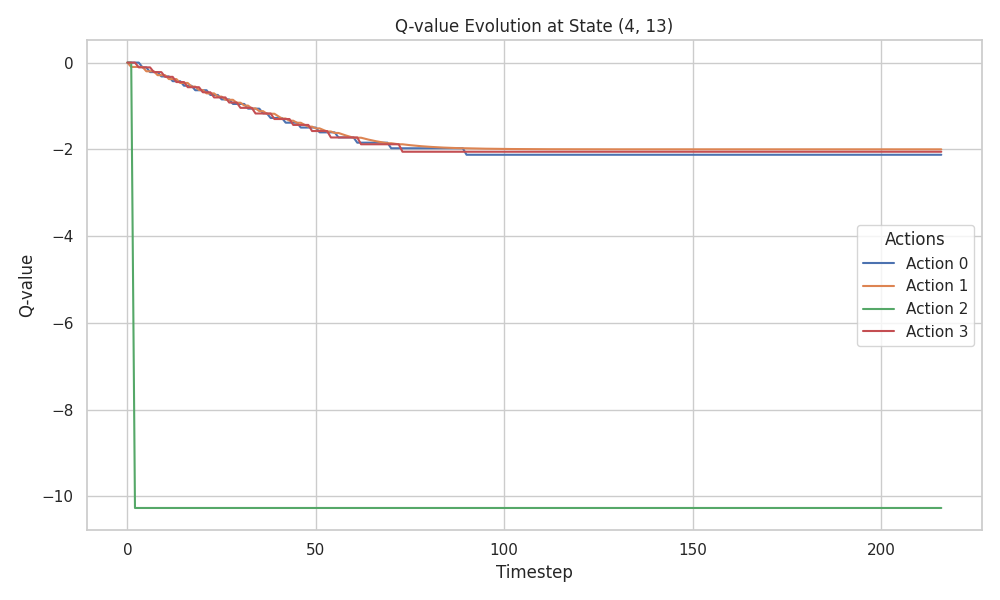 Q-value Evolution at State (4, 13)
0
−2
−4
−6
−8
−10
Q-value
Actions
Action 0
Action 1
Action 2
Action 3
0
50
100
150
200
Timestep